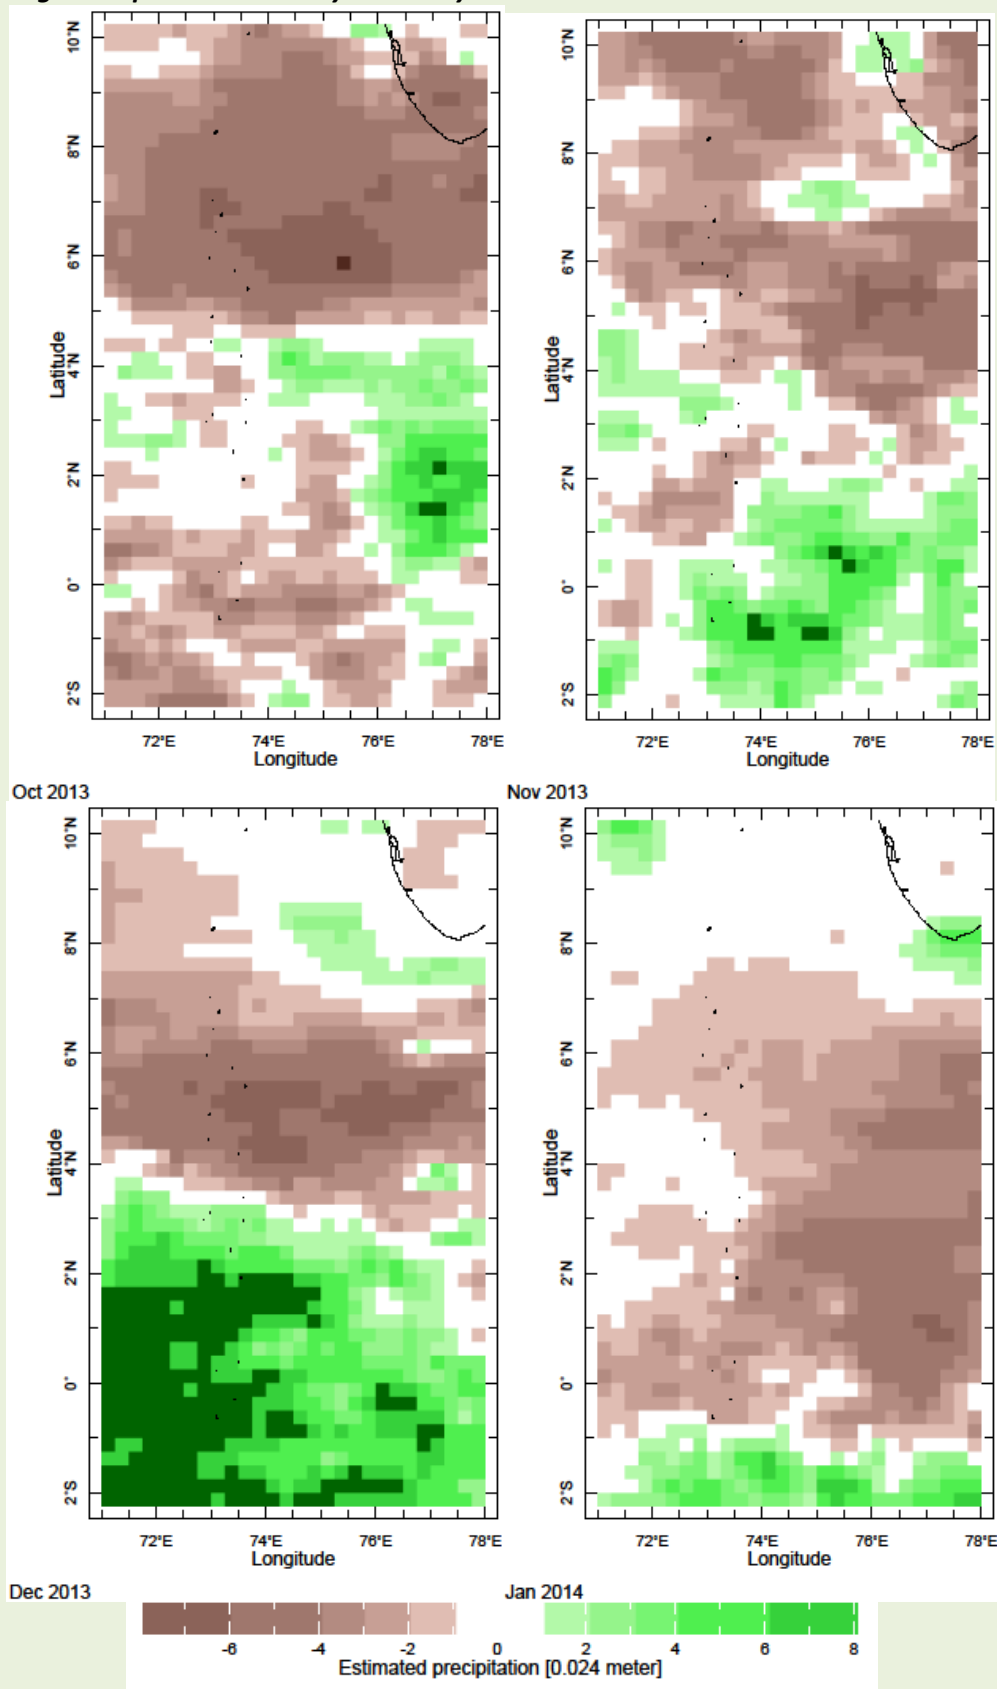 10°N
8°N
6°N
4°N
2°N
0°
2°S
Latitude
72°E 74°E 76°E 78°E
Longitude
10°N
8°N
6°N
4°N
2°N
0°
2°S
Latitude
72°E 74°E 76°E 78°E
Longitude
Oct 2013
Nov 2013
10°N
8°N
6°N
4°N
2°N
0°
2°S
Latitude
72°E 74°E 76°E 78°E
Longitude
10°N
8°N
6°N
4°N
2°N
0°
2°S
Latitude
72°E 74°E 76°E 78°E
Longitude
Dec 2013
Jan 2014
-6 -4 -2 0 2 4 6 8
Estimated precipitation [0.024 meter]